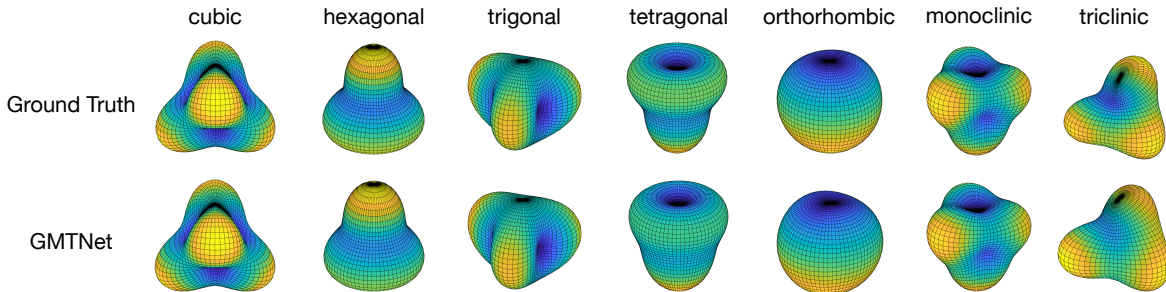 cubic hexagonal trigonal tetragonal orthorhombic monoclinic triclinic
Ground Truth
GMTNet